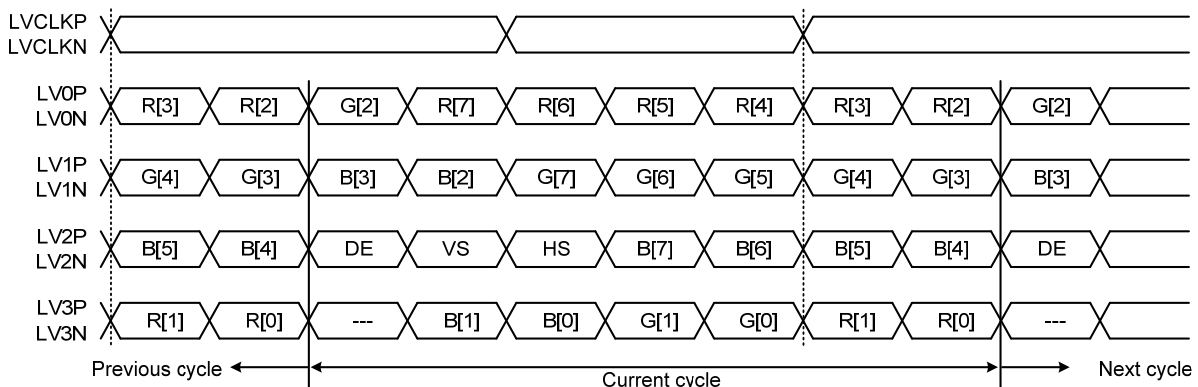 LVCLKP
LVCLKN
LV0P
LV0N
R[3] R[2] G[2] R[7] R[6] R[5] R[4] R[3] R[2] G[2]
LV1P
LV1N
G[4] G[3] B[3] B[2] G[7] G[6] G[5] G[4] G[3] B[3]
LV2P
LV2N
B[5] B[4] DE VS HS B[7] B[6] B[5] B[4] DE
LV3P
LV3N
R[1] R[0] --- B[1] B[0] G[1] G[0] R[1] R[0] ---
Previous cycle Current cycle Next cycle